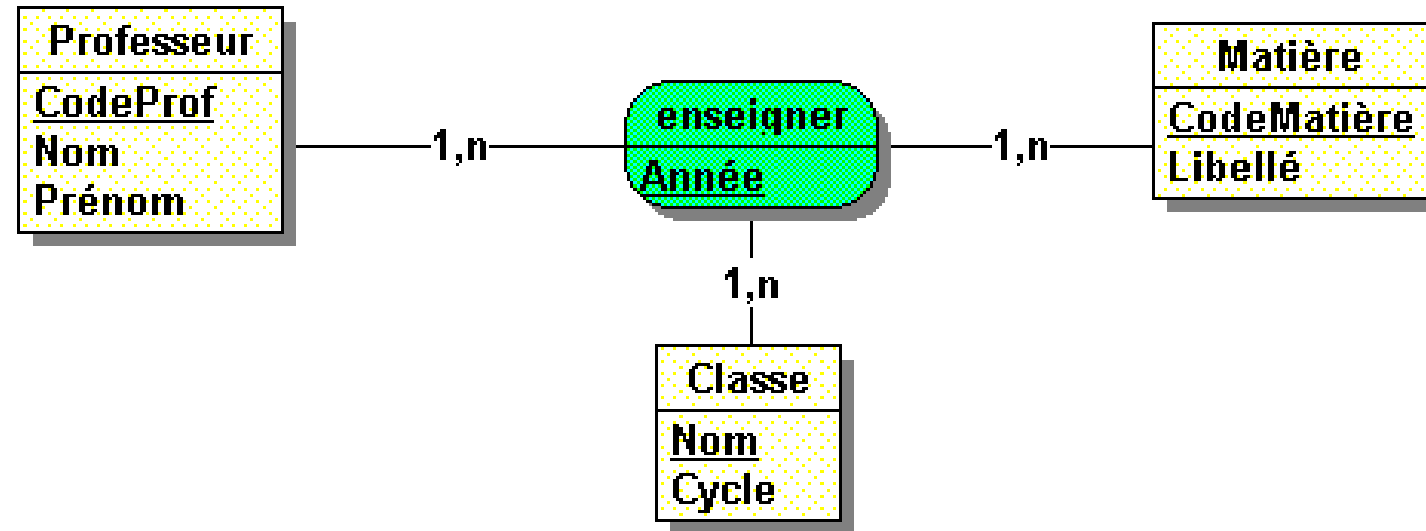 Professeur
CodeProf
Nom
Prénom
1,n
enseigner
Année
1,n
Matière
CodeMatière
Libellé
1,n
Classe
Nom
Cycle